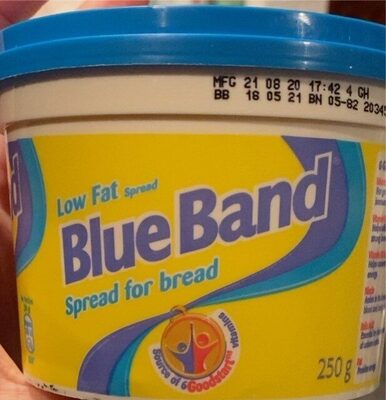 MFG 21 08 20 17:42 4 GH
BB 16 05 21 BN 05-82 20345
Low Fat Spread
Blue Band
Spread for bread
Source of 6 Goodstart vitamins
250 g